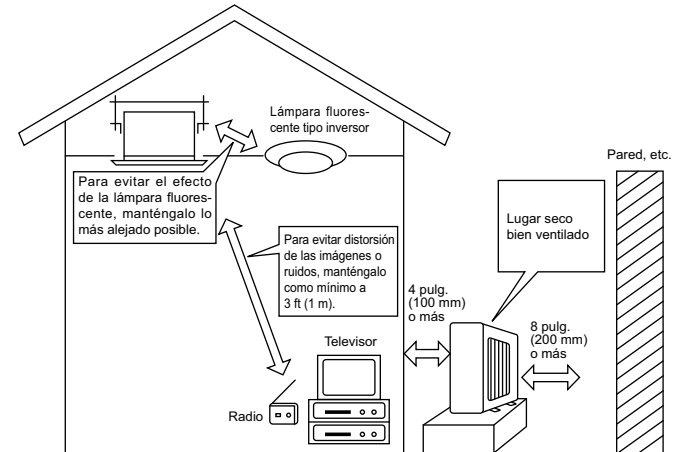 Lámpara fluores-
cente tipo inversor
Pared, etc.
Para evitar el efecto
de la lámpara fluores-
cente, manténgalo lo
más alejado posible.
Lugar seco
bien ventilado
Para evitar distorsión
de las imágenes o
ruidos, manténgalo
como mínimo a
3 ft (1 m).
4 pulg.
(100 mm)
o más
8 pulg.
(200 mm)
o más
Televisor
Radio